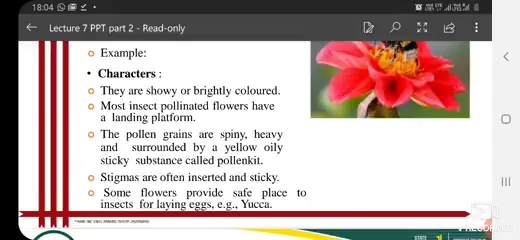 18:04
Lecture 7 PPT part 2 - Read-only
Example:
Characters :
They are showy or brightly coloured.
Most insect pollinated flowers have
a landing platform.
The pollen grains are spiny, heavy
and surrounded by a yellow oily
sticky substance called pollenkit.
Stigmas are often inserted and sticky.
Some flowers provide safe place to
insects for laying eggs, e.g., Yucca.